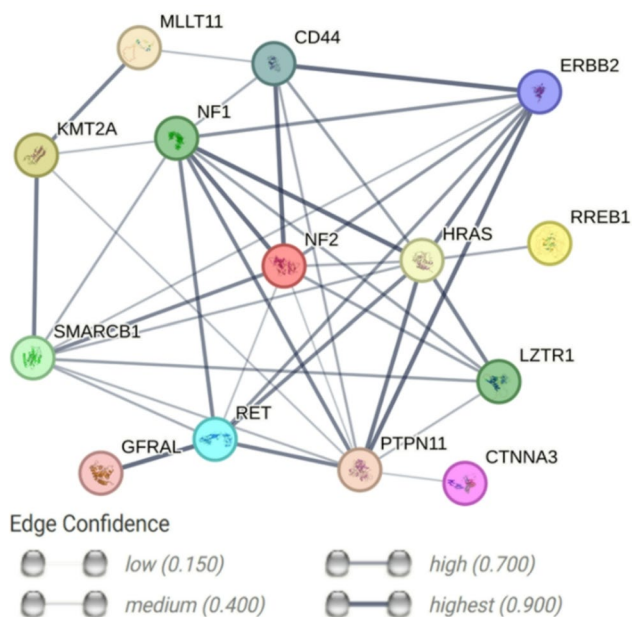 MLLT11
CD44
ERBB2
NF1
KMT2A
RREB1
NF2
HRAS
SMARCB1
LZTR1
RET
GFRAL
PTPN11
CTNNA3
Edge Confidence
low (0.150)
high (0.700)
medium (0.400)
highest (0.900)